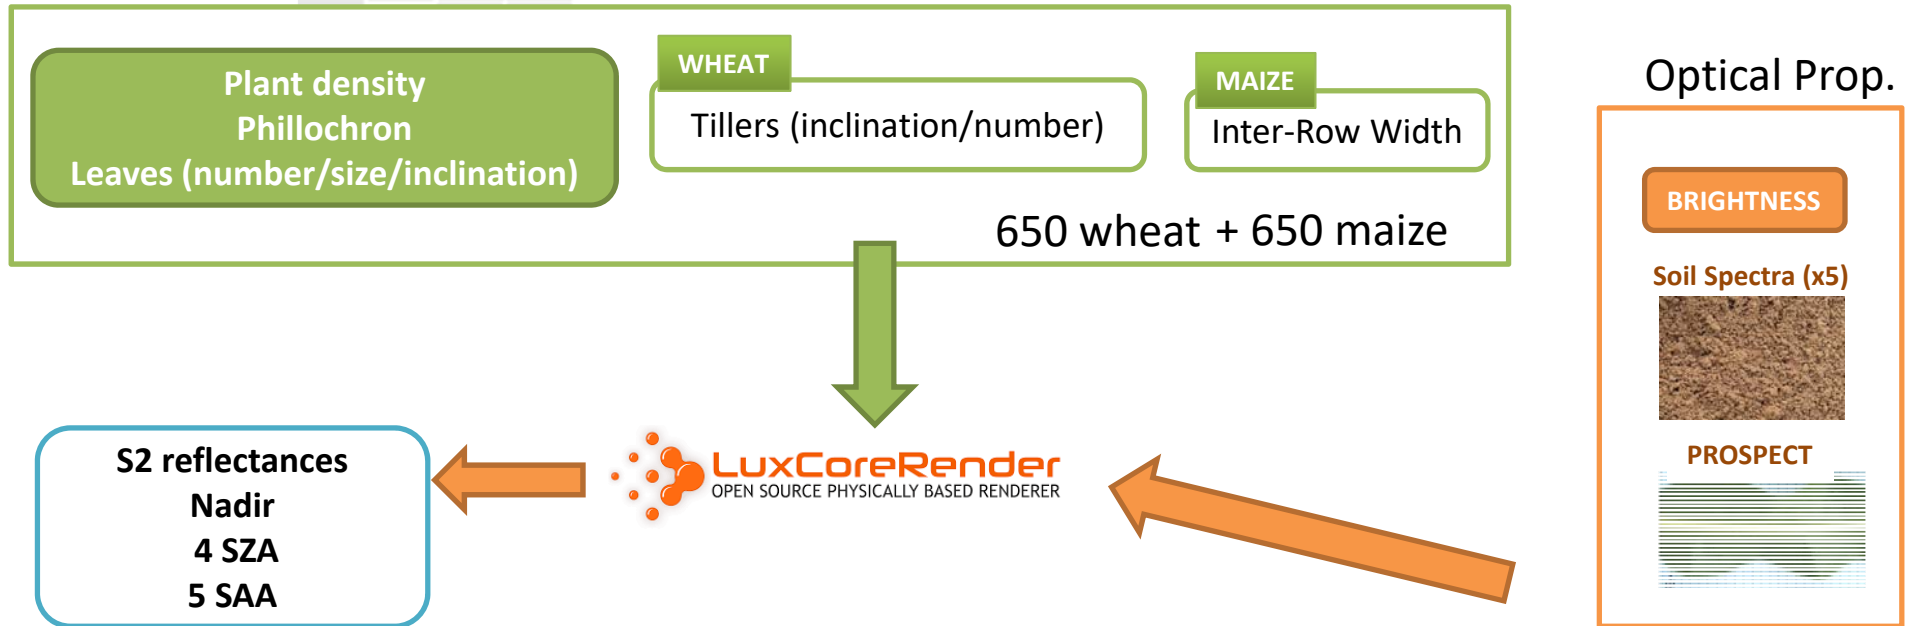 Plant density
Phillochron
Leaves (number/size/inclination)
WHEAT
Tillers (inclination/number)
MAIZE
Inter-Row Width
650 wheat + 650 maize
Optical Prop.
BRIGHTNESS
Soil Spectra (x5)
PROSPECT
S2 reflectances
Nadir
4 SZA
5 SAA
LuxCoreRender
OPEN SOURCE PHYSICALLY BASED RENDERER